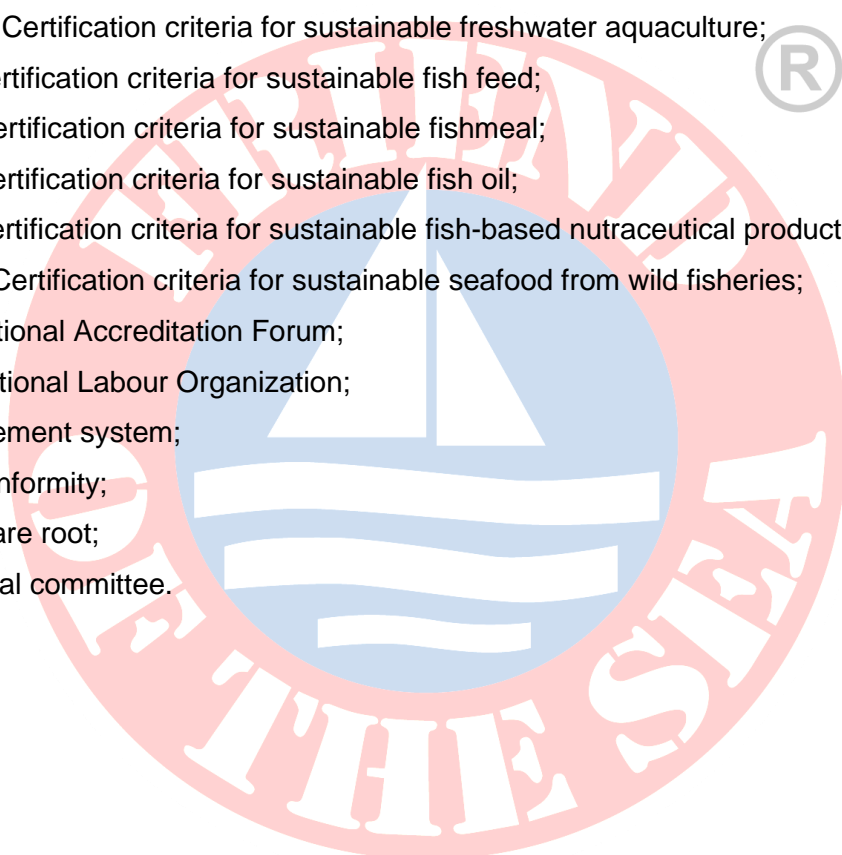 Certification criteria for sustainable freshwater aquaculture;
®
ertification criteria for sustainable fish feed;
ertification criteria for sustainable fishmeal;
ertification criteria for sustainable fish oil;
ertification criteria for sustainable fish-based nutraceutical product
Certification criteria for sustainable seafood from wild fisheries;
tional Accreditation Forum;
tional Labour Organization;
ement system;
nformity;
are root;
al committee.
FRIEND
OF THE SEA